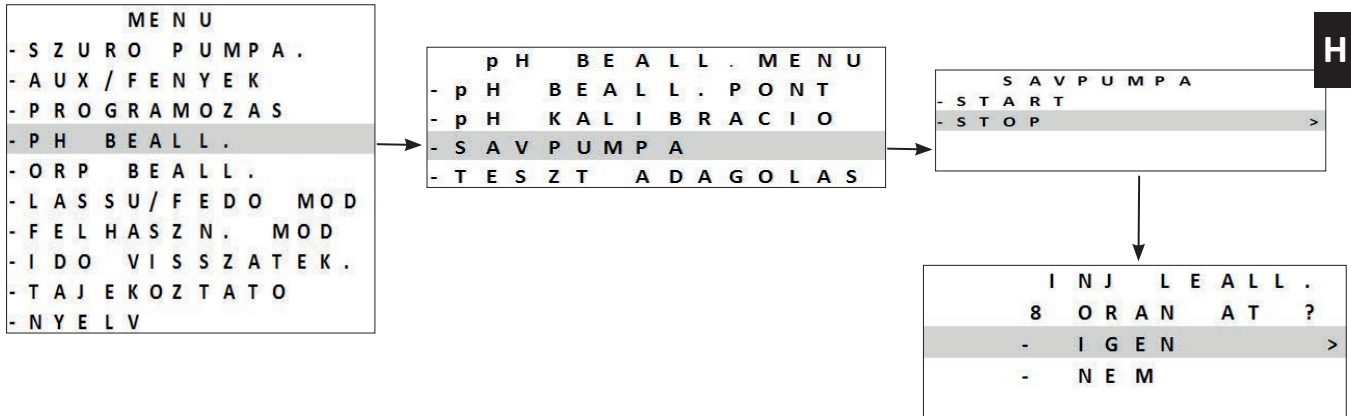 MENU
-SZURO PUMPA.
-AUX/FENYEK
-PROGRAMOZAS
-PH BEALL.
-ORP BEALL.
-LASSU/FEDO MOD
-FELHASZN. MOD
-IDO VISSZATEK.
-TAJEKOZTATO
-NYELV
pH BEALL. MENU
- pH BEALL. PONT
- pH KALIBRACIO
- SAVPUMPA
- TESZT ADAGOLAS
SAVPUMPA
- START
- STOP >
H
INJ LEALL.
8 ORAN AT ?
- IGEN >
- NEM